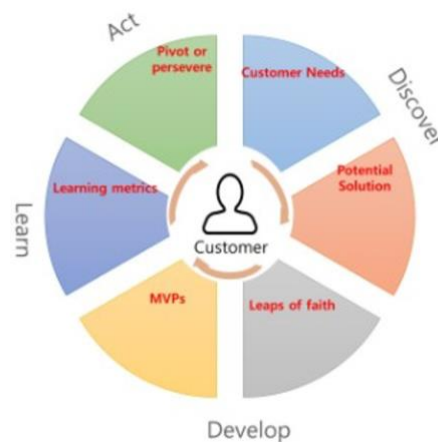 Act
Pivot or
persevere
Customer Needs
Discover
Learning metrics
Potential
Solution
Learn
Customer
MVPs
Leaps of faith
Develop